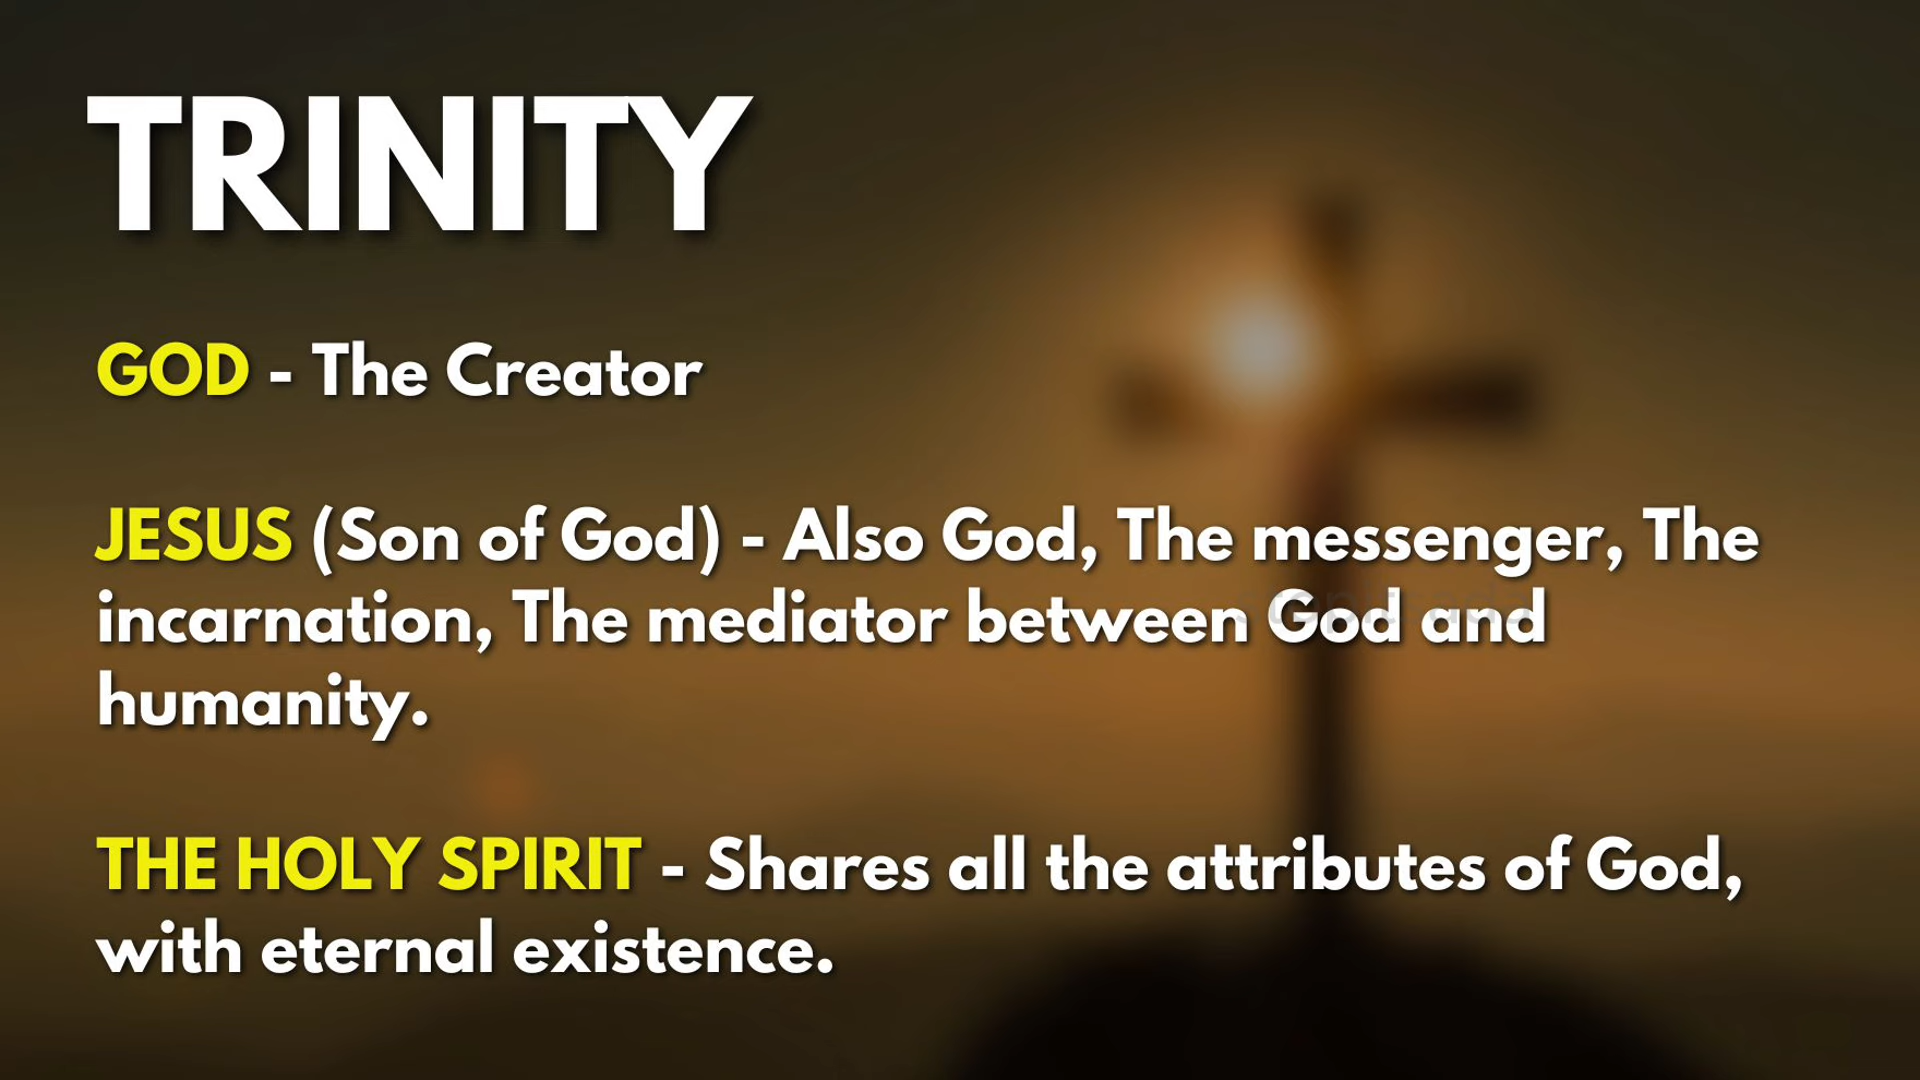 TRINITY
GOD - The Creator
JESUS (Son of God) - Also God, The messenger, The
incarnation, The mediator between God and
humanity.
THE HOLY SPIRIT - Shares all the attributes of God,
with eternal existence.